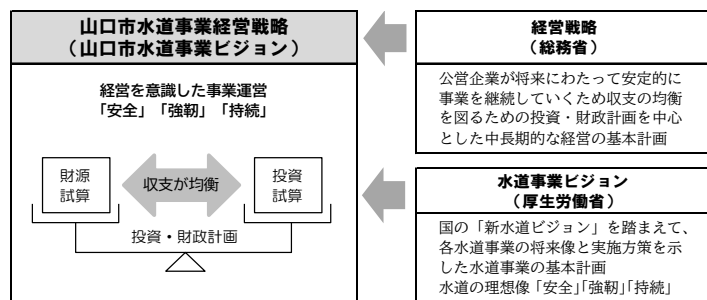 山口市水道事業経営戦略
（山口市水道事業ビジョン）
経営を意識した事業運営
「安全」「強靭」「持続」
財源
試算
収支が均衡
投資
試算
投資・財政計画
経営戦略
（総務省）
公営企業が将来にわたって安定的に
事業を継続していくため収支の均衡
を図るための投資・財政計画を中心
とした中長期的な経営の基本計画
水道事業ビジョン
（厚生労働省）
国の「新水道ビジョン」を踏まえて、
各水道事業の将来像と実施方策を示
した水道事業の基本計画
水道の理想像「安全」「強靭」「持続」